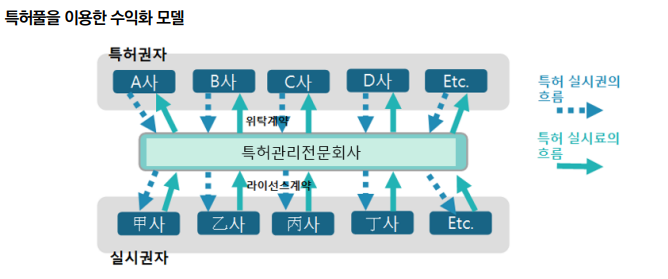 특허풀을 이용한 수익화 모델
특허권자
A사 B사 C사 D사 Etc.
특허 실시권의
흐름
위탁계약
특허 실시료의
흐름
특허관리전문회사
라이선스계약
甲사 乙사 丙사 丁사 Etc.
실시권자